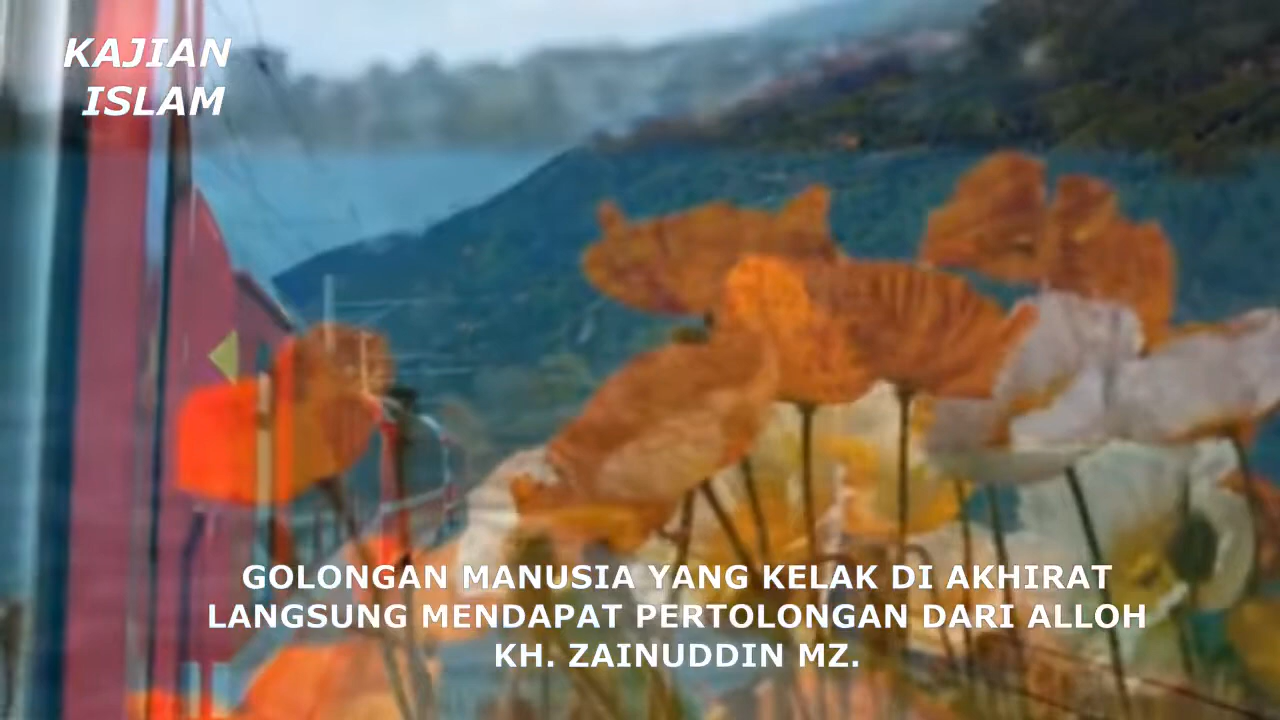 KAJIAN
ISLAM
GOLONGAN MANUSIA YANG KELAK DI AKHIRAT
LANGSUNG MENDAPAT PERTOLONGAN DARI ALLOH
KH. ZAINUDDIN MZ.